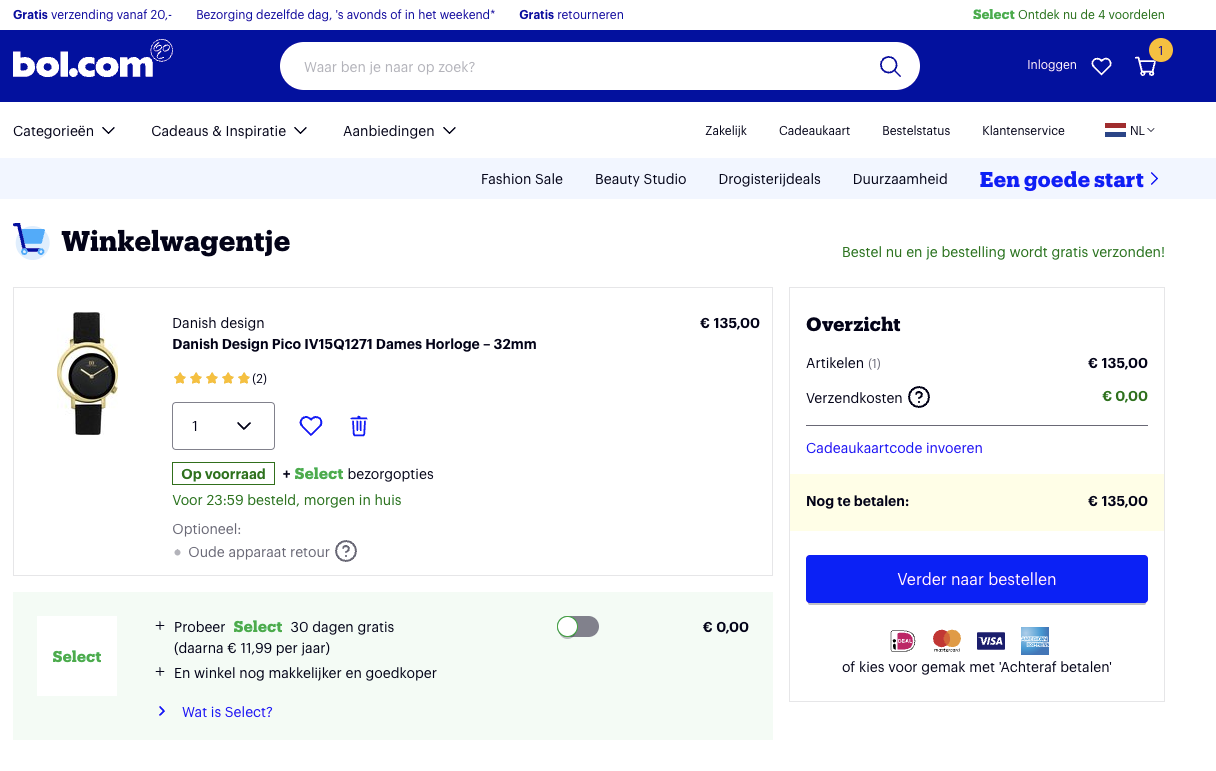 Gratis verzending vanaf 20,-
Bezorging dezelfde dag, 's avonds of in het weekend*
Gratis retourneren
Select Ontdek nu de 4 voordelen
bol.com
Waar ben je naar op zoek?
Inloggen
1
Categorieën
Cadeaus & Inspiratie
Aanbiedingen
Zakelijk
Cadeaukaart
Bestelstatus
Klantenservice
NL
Fashion Sale
Beauty Studio
Drogisterijdeals
Duurzaamheid
Een goede start
Winkelwagentje
Bestel nu en je bestelling wordt gratis verzonden!
Danish design
€ 135,00
Danish Design Pico IV15Q1271 Dames Horloge – 32mm
(2)
1
Op voorraad + Select bezorgopties
Voor 23:59 besteld, morgen in huis
Optioneel:
Oude apparaat retour ?
+ Probeer Select 30 dagen gratis
(daarna € 11,99 per jaar)
€ 0,00
Select
+ En winkel nog makkelijker en goedkoper
Wat is Select?
Overzicht
Artikelen (1) € 135,00
Verzendkosten ? € 0,00
Cadeaukaartcode invoeren
Nog te betalen: € 135,00
Verder naar bestellen
iDEAL
mastercard
VISA
AMERICAN EXPRESS
of kies voor gemak met 'Achteraf betalen'